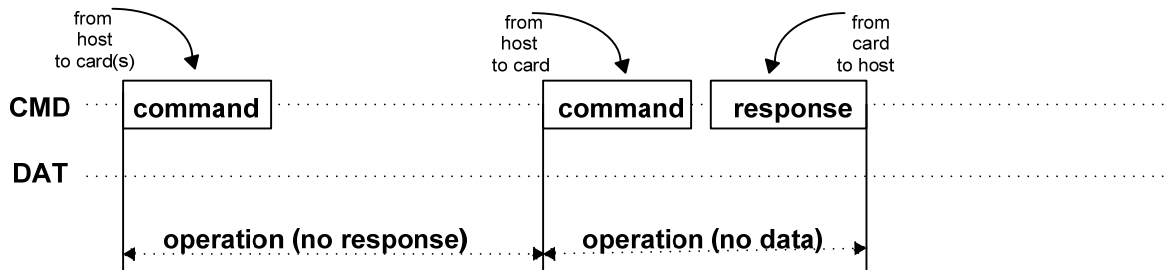 from
host
to card(s)
from
host
to card
from
card
to host
CMD
command
command
response
DAT
operation (no response)
operation (no data)